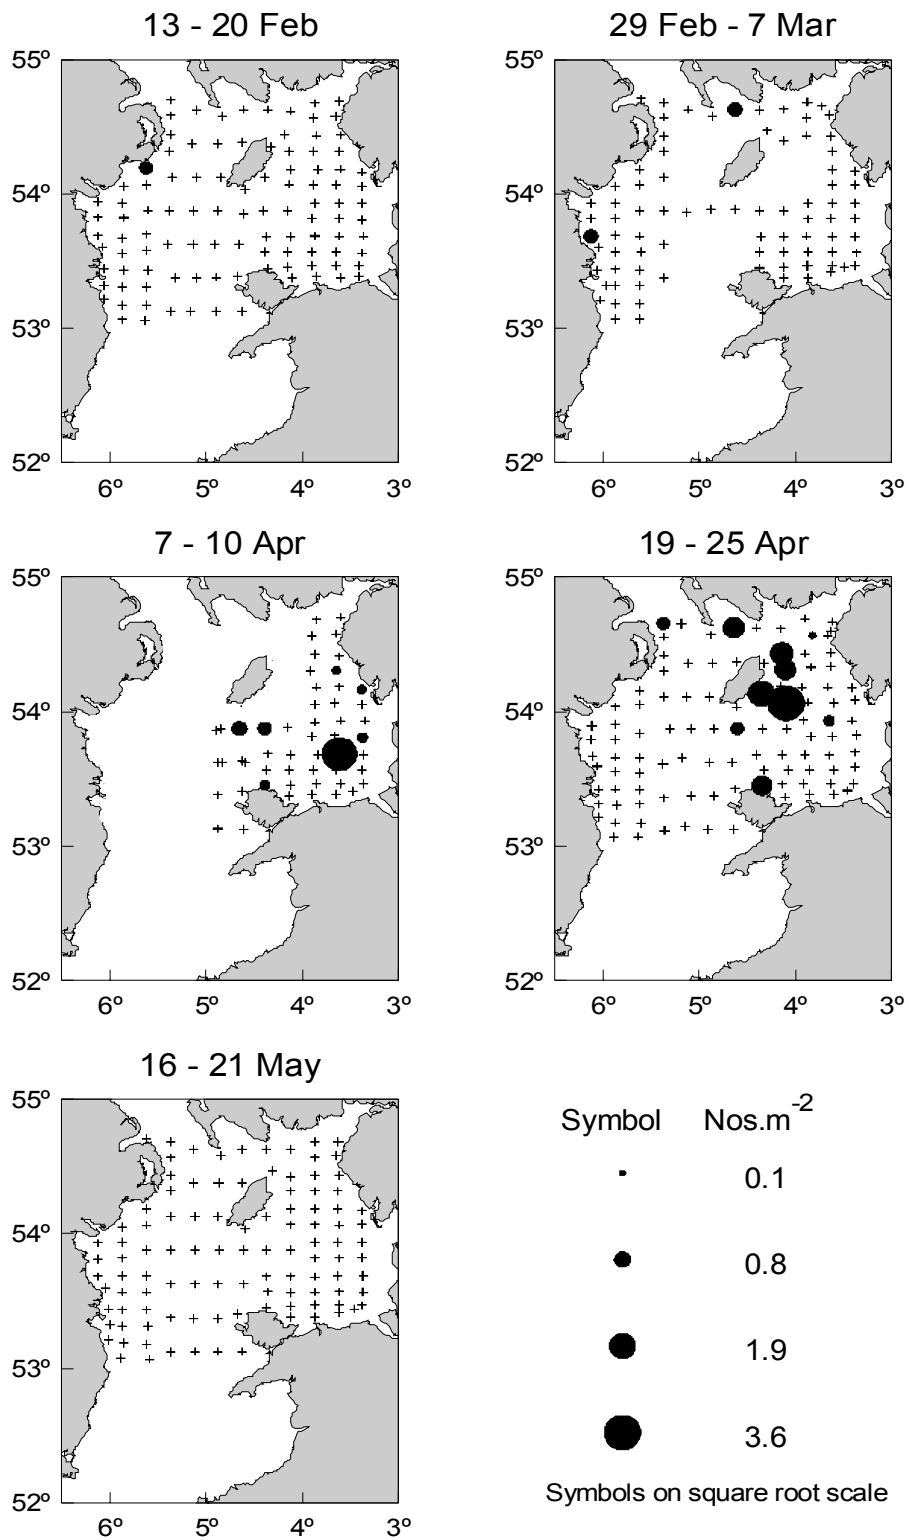 13 - 20 Feb
29 Feb - 7 Mar
55º
54º
53º
52º
6º 5º 4º 3º
55º
54º
53º
52º
6º 5º 4º 3º
7 - 10 Apr
19 - 25 Apr
55º
54º
53º
52º
6º 5º 4º 3º
55º
54º
53º
52º
6º 5º 4º 3º
16 - 21 May
55º
54º
53º
52º
6º 5º 4º 3º
Symbol Nos.m⁻²
0.1
0.8
1.9
3.6
Symbols on square root scale